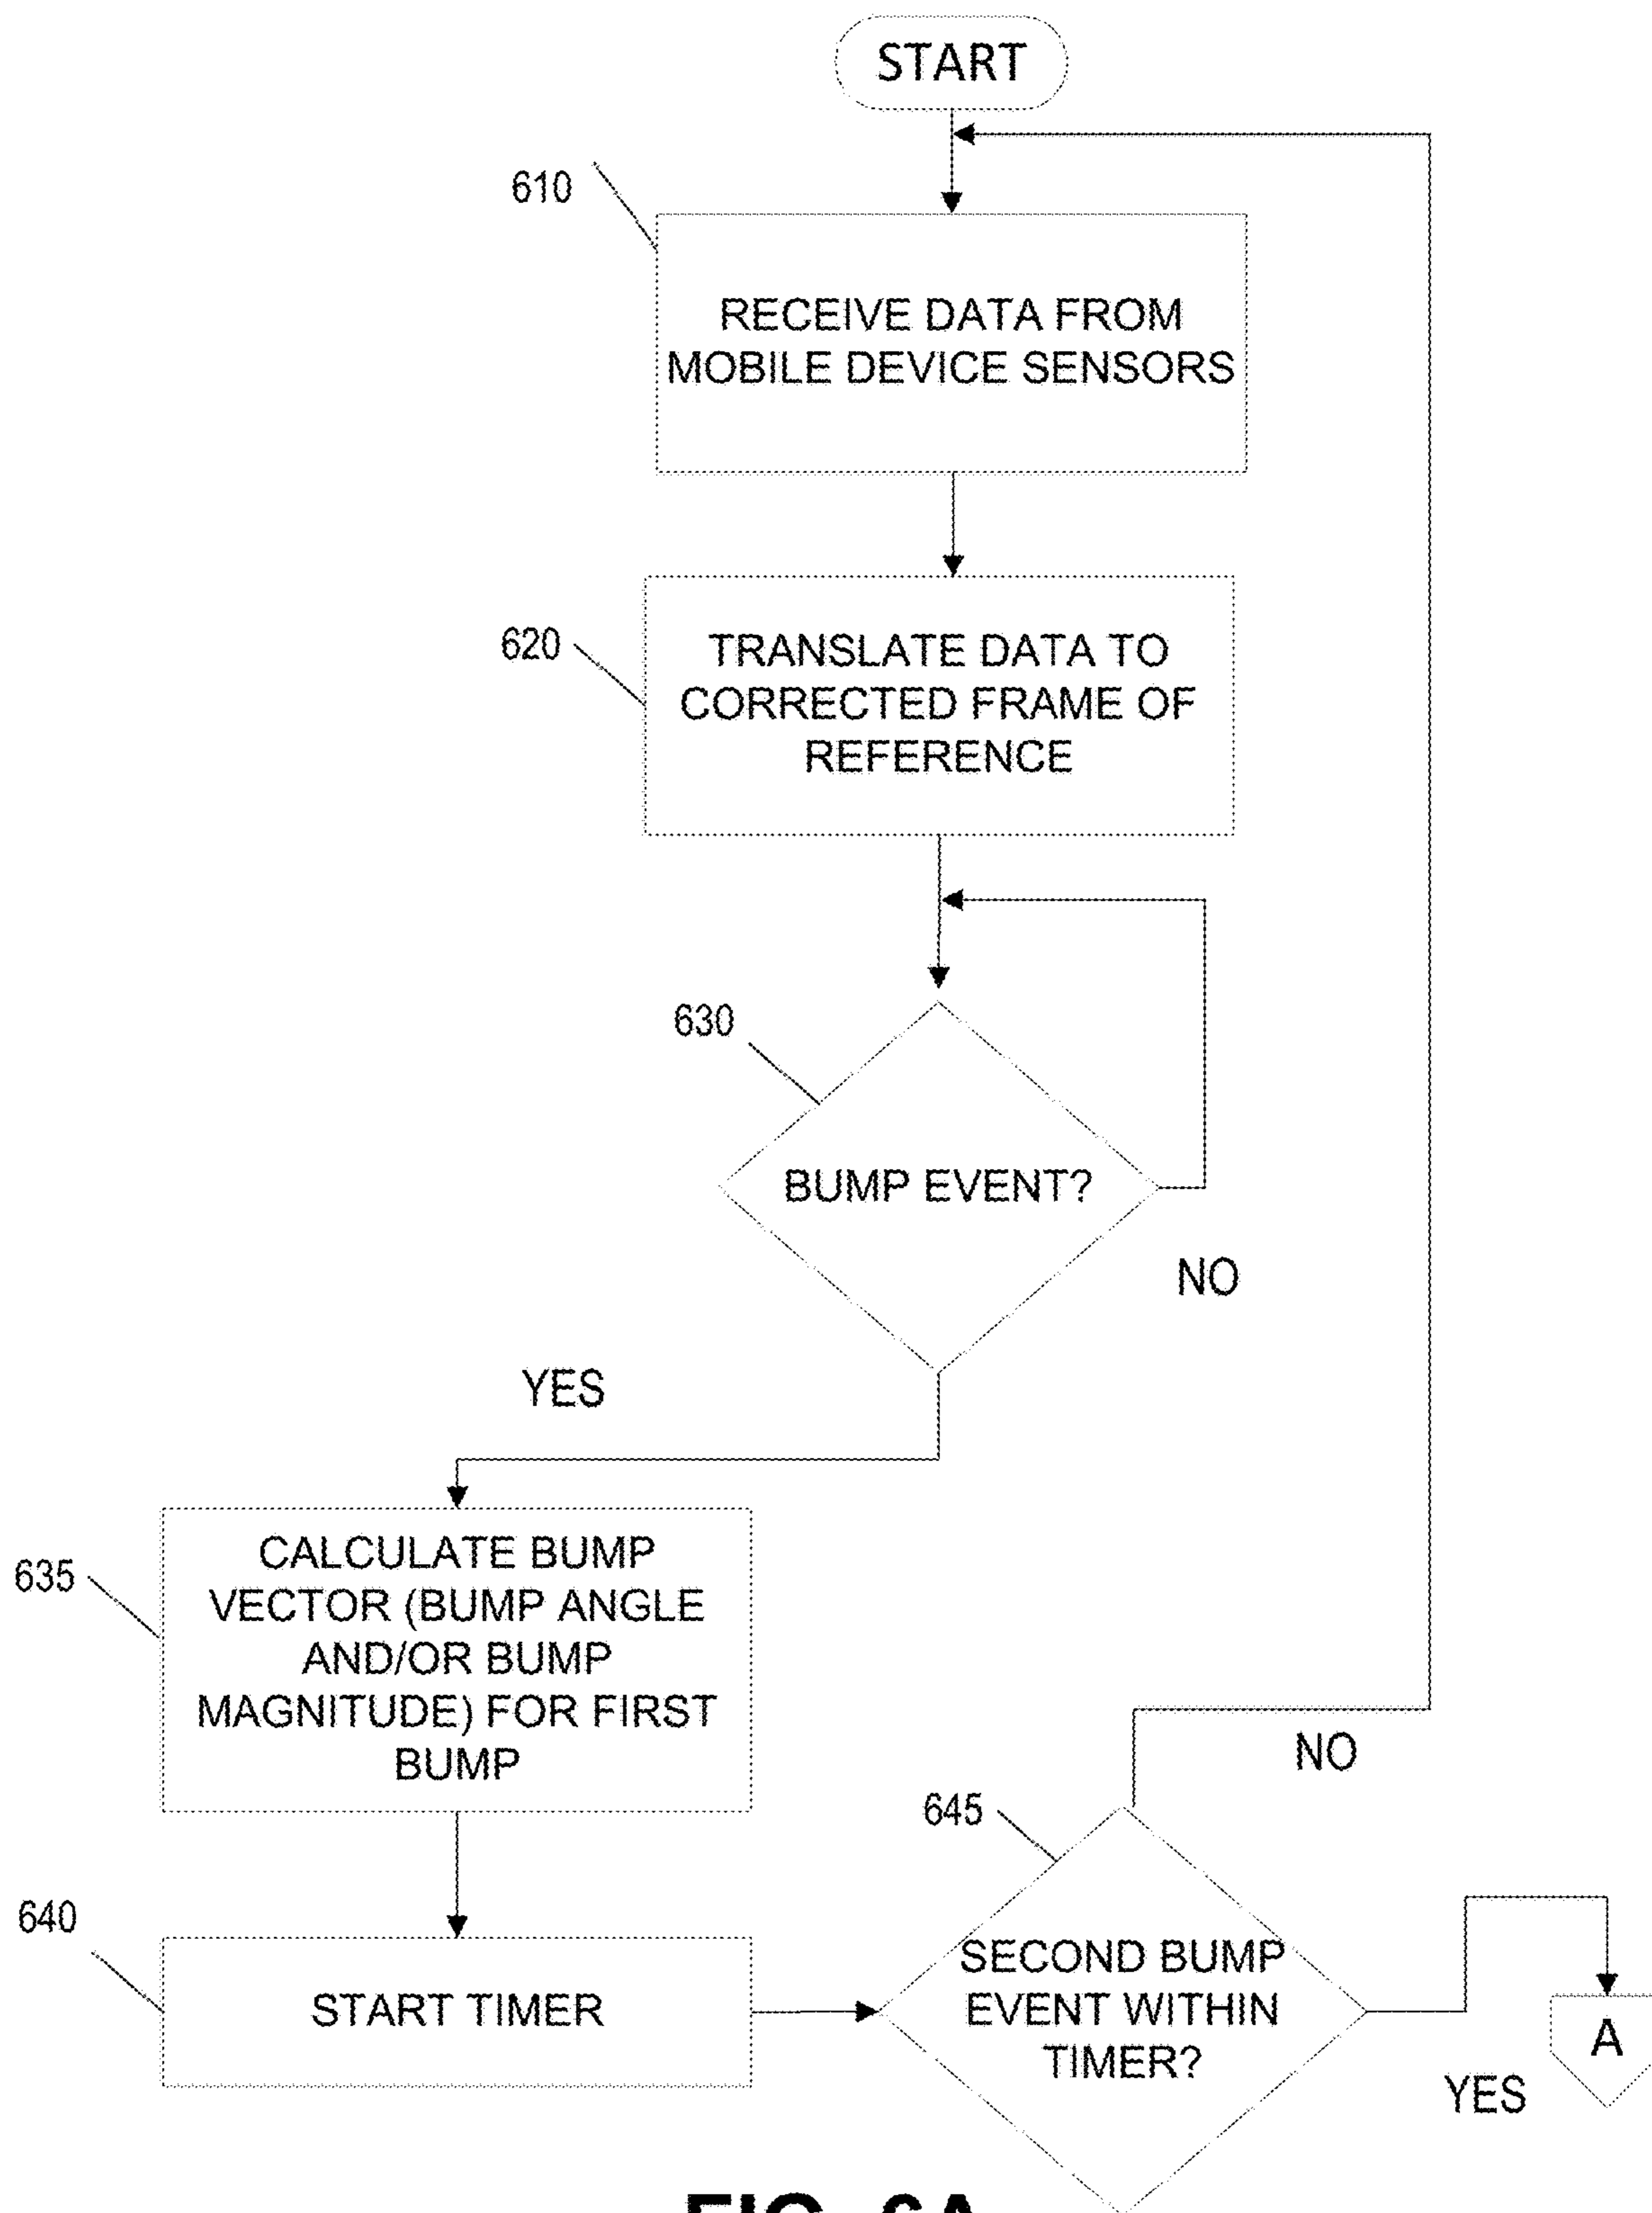 START
610
RECEIVE DATA FROM
MOBILE DEVICE SENSORS
620
TRANSLATE DATA TO
CORRECTED FRAME OF
REFERENCE
630
BUMP EVENT?
NO
YES
635
CALCULATE BUMP
VECTOR (BUMP ANGLE
AND/OR BUMP
MAGNITUDE) FOR FIRST
BUMP
NO
645
640
START TIMER
SECOND BUMP
EVENT WITHIN
TIMER?
A
YES
FIG. 6A